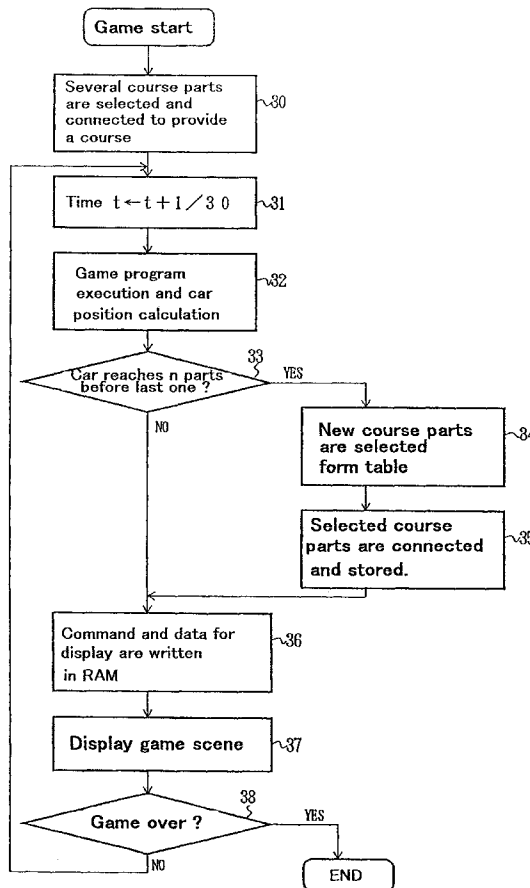 Game start
Several course parts
are selected and
connected to provide
a course
30
Time t←t+1/30
31
Game program
execution and car
position calculation
32
Car reaches n parts
before last one ?
33
YES
NO
New course parts
are selected
form table
34
Selected course
parts are connected
and stored.
35
Command and data for
display are written
in RAM
36
Display game scene
37
Game over ?
38
YES
NO
END